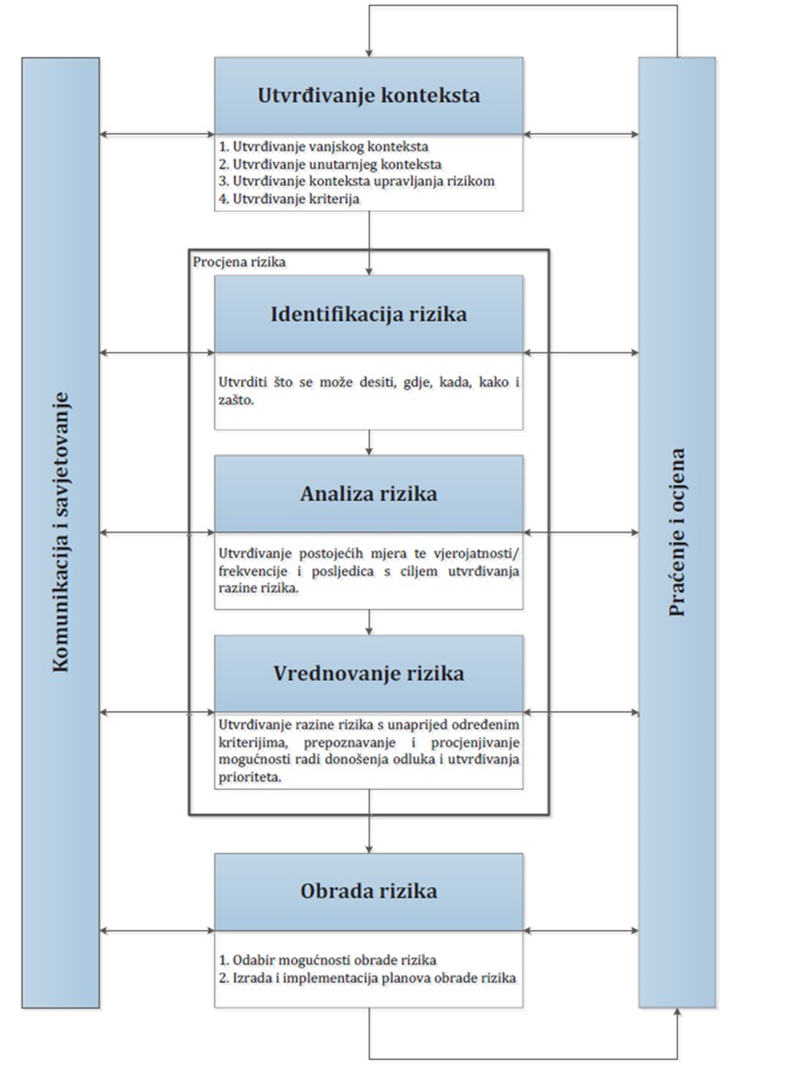 Utvrđivanje konteksta
1. Utvrđivanje vanjskog konteksta
2. Utvrđivanje unutarnjeg konteksta
3. Utvrđivanje konteksta upravljanja rizikom
4. Utvrđivanje kriterija
Procjena rizika
Identifikacija rizika
Utvrditi što se može desiti, gdje, kada, kako i
zašto.
Analiza rizika
Utvrđivanje postojećih mjera te vjerojatnosti/
frekvencije i posljedica s ciljem utvrđivanja
razine rizika.
Vrednovanje rizika
Utvrđivanje razine rizika s unaprijed određenim
kriterijima, prepoznavanje i procjenjivanje
mogućnosti radi donošenja odluka i utvrđivanja
prioriteta.
Obrada rizika
1. Odabir mogućnosti obrade rizika
2. Izrada i implementacija planova obrade rizika
Komunikacija i savjetovanje
Praćenje i ocjena